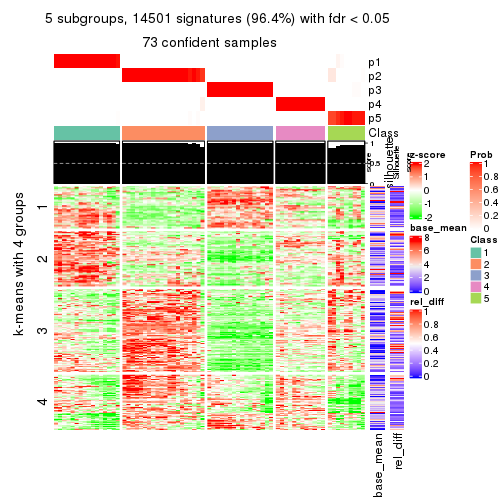 5 subgroups, 14501 signatures (96.4%) with fdr < 0.05
73 confident samples
p1
p2
p3
p4
p5
Class
1
0.5
0
Silhouette score
silhouettes
k-means with 4 groups
1
2
3
4
base_mean
rel_diff
z-score
2
1
0
-1
-2
base_mean
8
6
4
2
0
rel_diff
1
0.8
0.6
0.4
0.2
0
Prob
1
0.8
0.6
0.4
0.2
0
Class
1
2
3
4
5